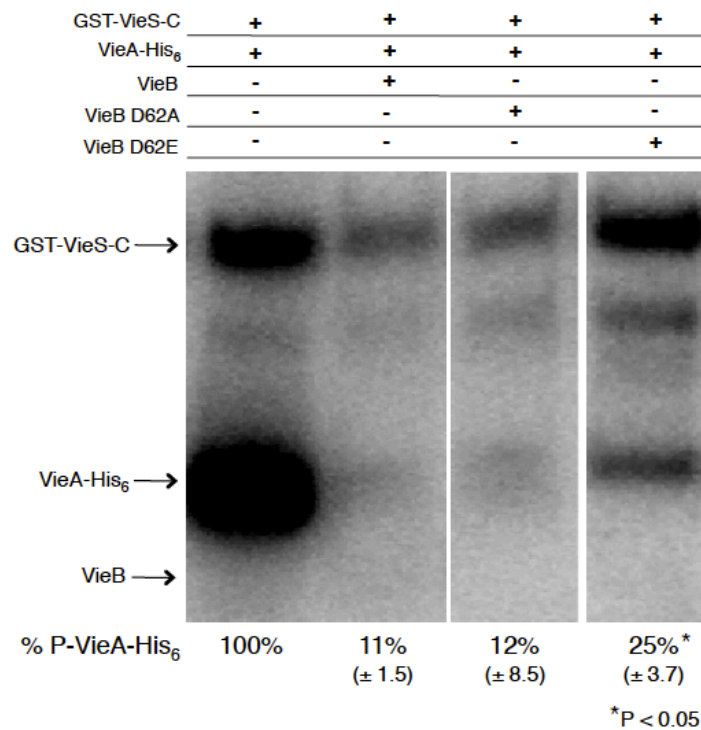 GST-VieS-C + + + +
VieA-His₆ + + + +
VieB - + - -
VieB D62A - - + -
VieB D62E - - - +
GST-VieS-C →
VieA-His₆ →
VieB →
% P-VieA-His₆ 100% 11% 12% 25%*
(± 1.5) (± 8.5) (± 3.7)
*P < 0.05